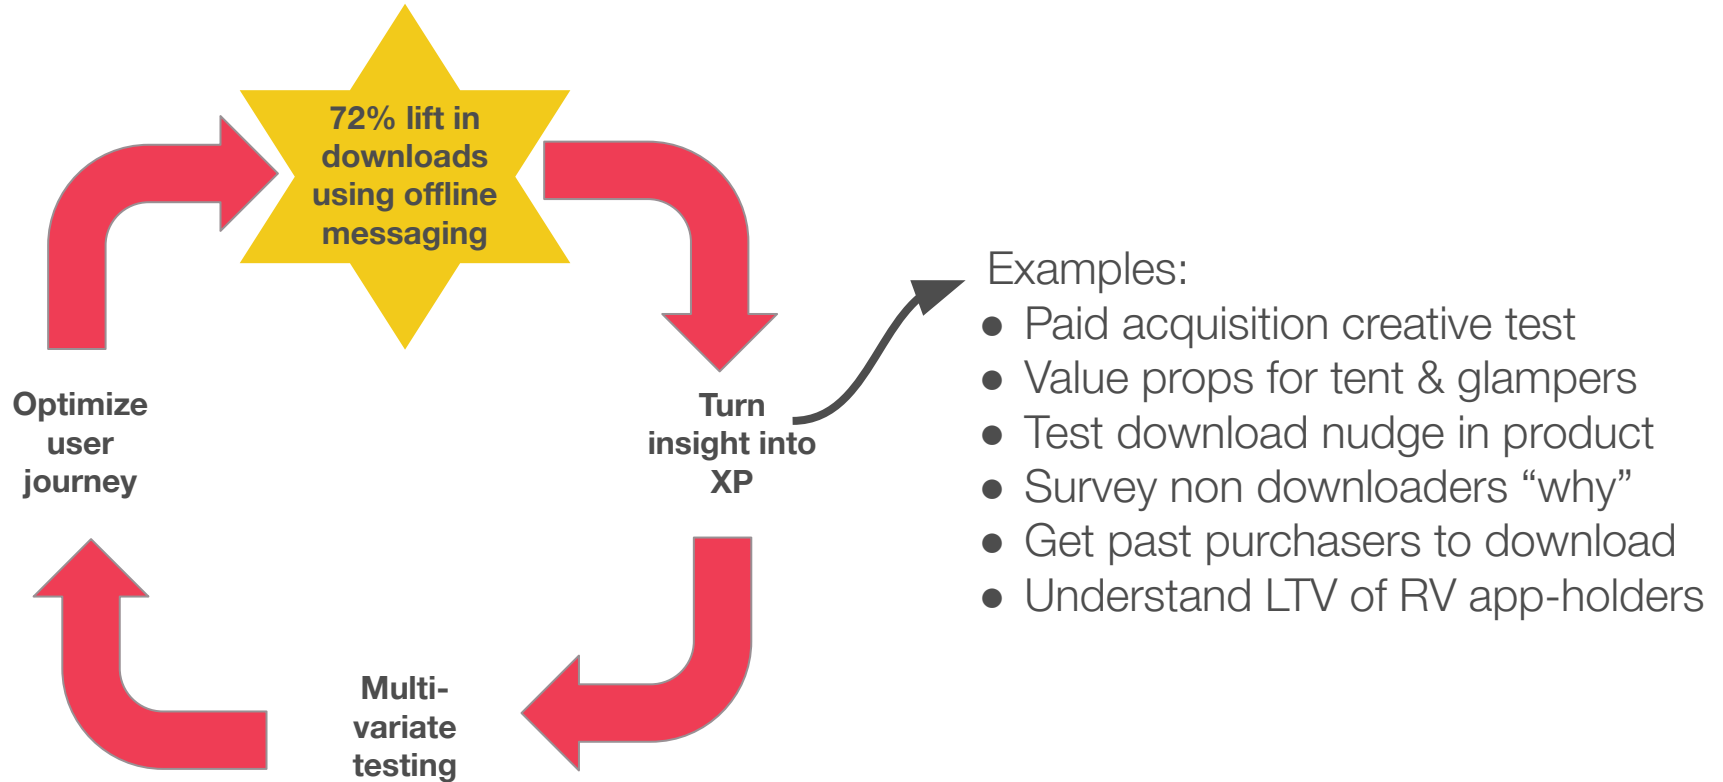 72% lift in
downloads
using offline
messaging
Turn
insight into
XP
Multi-
variate
testing
Optimize
user
journey
Examples:
● Paid acquisition creative test
● Value props for tent & glampers
● Test download nudge in product
● Survey non downloaders “why”
● Get past purchasers to download
● Understand LTV of RV app-holders